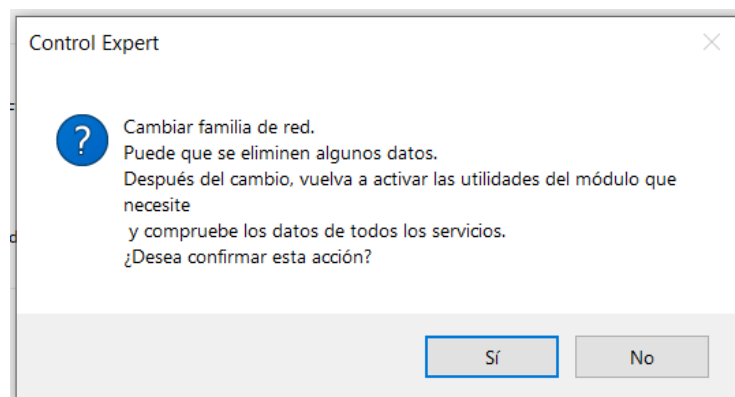 Control Expert
Cambiar familia de red.
Puede que se eliminen algunos datos.
Después del cambio, vuelva a activar las utilidades del módulo que
necesite
y compruebe los datos de todos los servicios.
¿Desea confirmar esta acción?
Sí
No